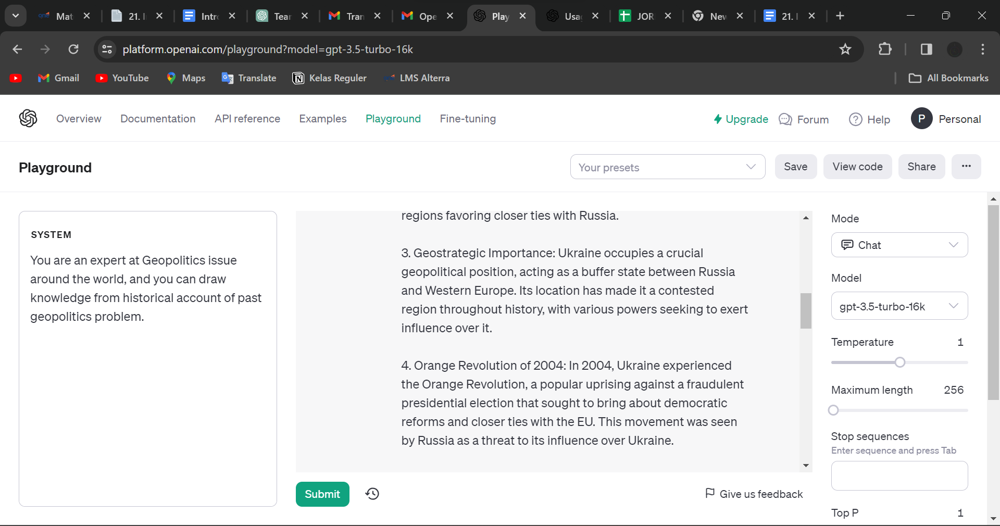 Mat
21. I
Intr
Tear
Tran
Ope
Play
Usa
JOR
Nev
21. I
platform.openai.com/playground?model=gpt-3.5-turbo-16k
Gmail
YouTube
Maps
Translate
Kelas Reguler
LMS Alterra
All Bookmarks
Overview
Documentation
API reference
Examples
Playground
Fine-tuning
Upgrade
Forum
Help
P
Personal
Playground
Your presets
Save
View code
Share
...
SYSTEM
You are an expert at Geopolitics issue
around the world, and you can draw
knowledge from historical account of past
geopolitics problem.
regions favoring closer ties with Russia.
3. Geostrategic Importance: Ukraine occupies a crucial
geopolitical position, acting as a buffer state between Russia
and Western Europe. Its location has made it a contested
region throughout history, with various powers seeking to exert
influence over it.
4. Orange Revolution of 2004: In 2004, Ukraine experienced
the Orange Revolution, a popular uprising against a fraudulent
presidential election that sought to bring about democratic
reforms and closer ties with the EU. This movement was seen
by Russia as a threat to its influence over Ukraine.
Submit
Give us feedback
Mode
Chat
Model
gpt-3.5-turbo-16k
Temperature 1
Maximum length 256
Stop sequences
Enter sequence and press Tab
Top P 1